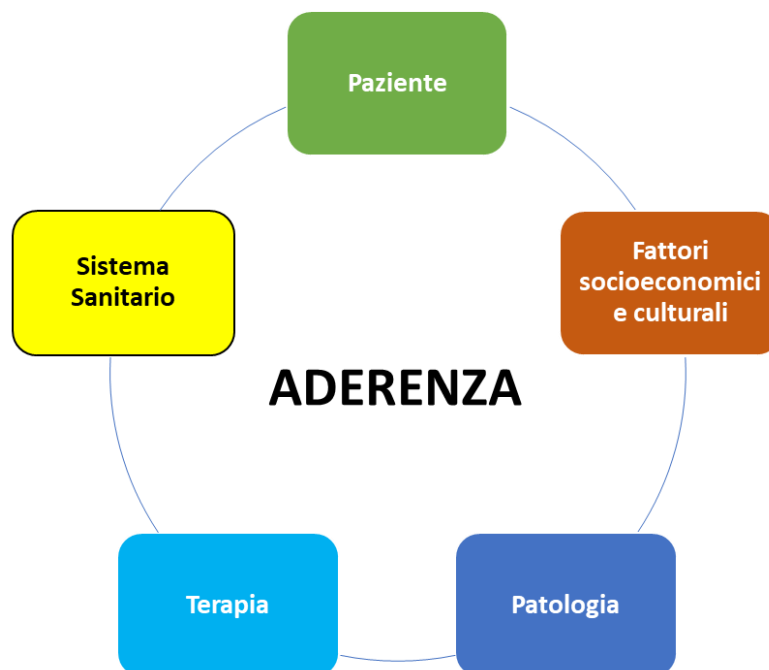 Paziente
Sistema
Sanitario
Fattori
socioeconomici
e culturali
ADERENZA
Terapia
Patologia